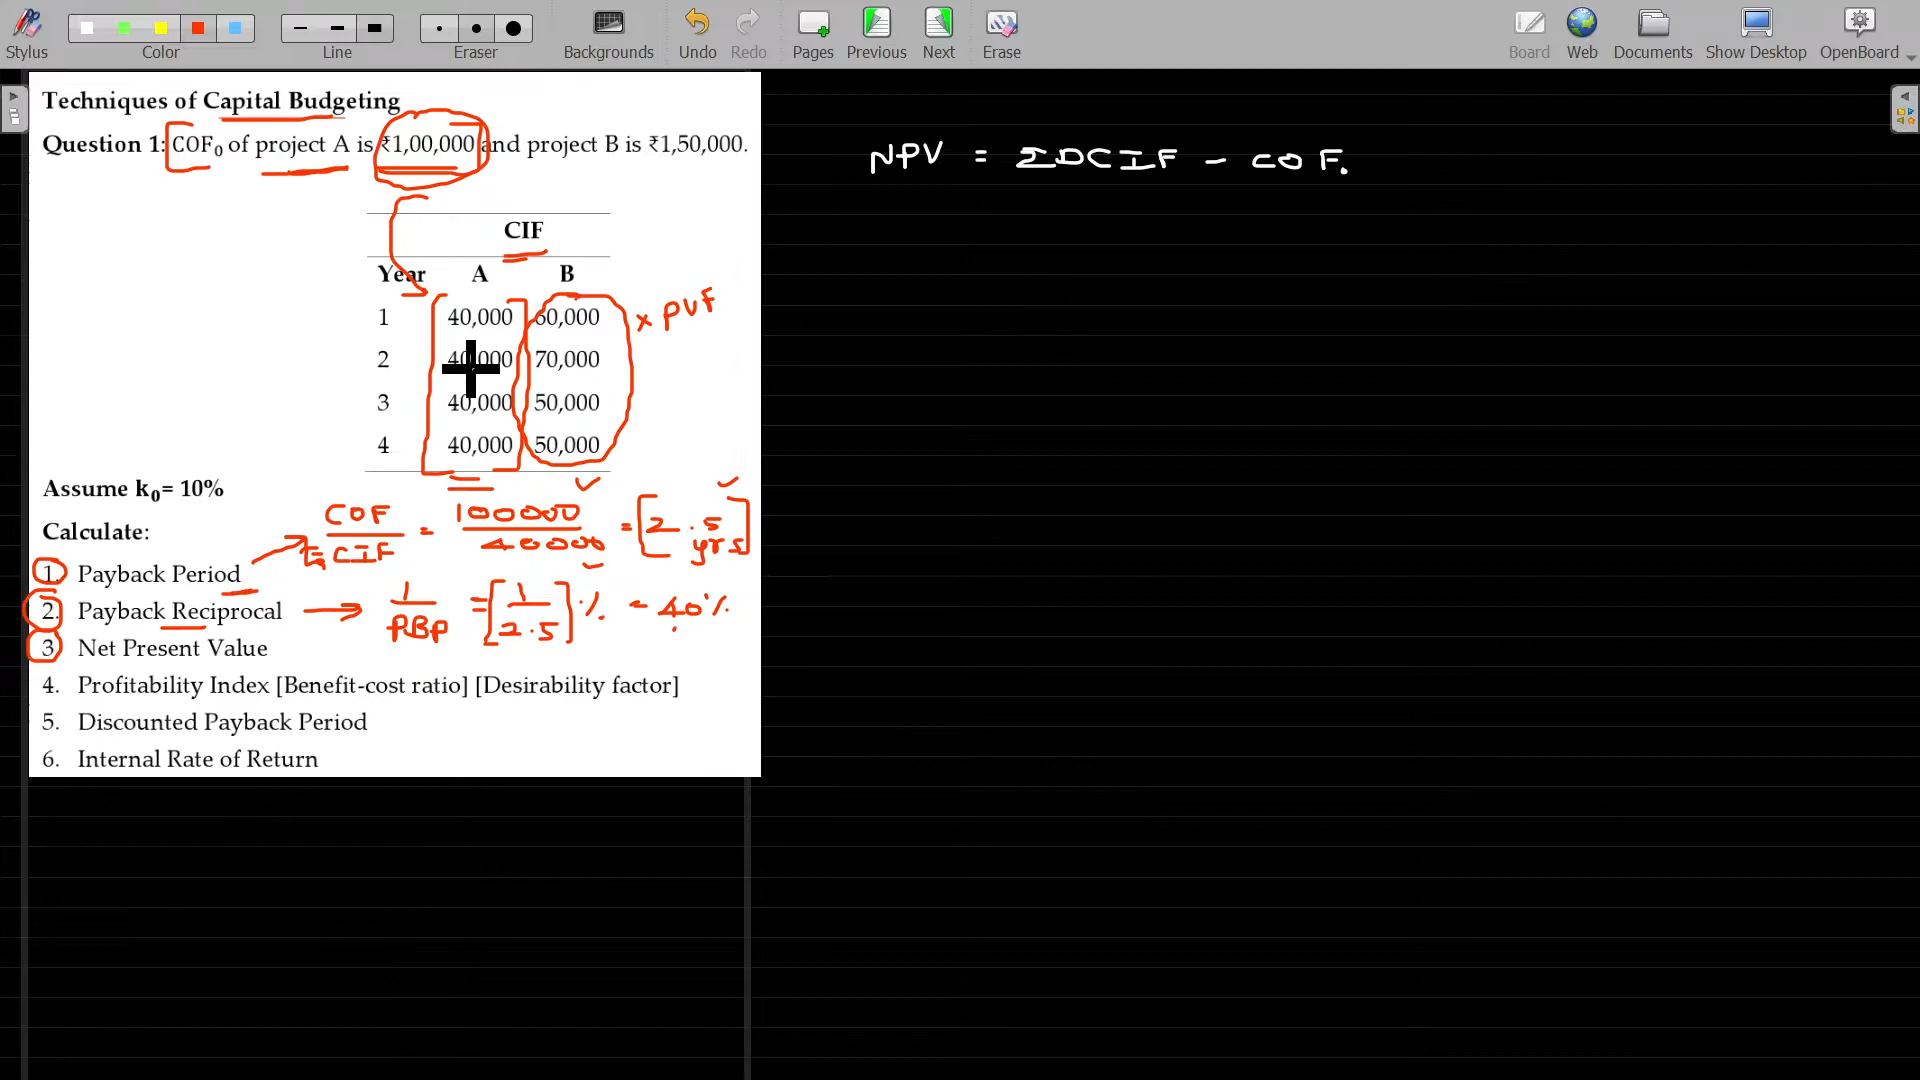 Stylus Color Line Eraser Backgrounds Undo Redo Pages Previous Next Erase Board Web Documents Show Desktop OpenBoard
Techniques of Capital Budgeting
Question 1: COF₀ of project A is ₹1,00,000 and project B is ₹1,50,000.
NPV = ΣDCIF - COF.
CIF
Year A B
1 40,000 60,000 x PVF
2 40,000 70,000
3 40,000 50,000
4 40,000 50,000
Assume k₀= 10%
Calculate:
COF / CIF = 100000 / 40000 = [2.5 yrs]
1. Payback Period
2. Payback Reciprocal → 1 / PBP = [1 / 2.5] % = 40%
3. Net Present Value
4. Profitability Index [Benefit-cost ratio] [Desirability factor]
5. Discounted Payback Period
6. Internal Rate of Return